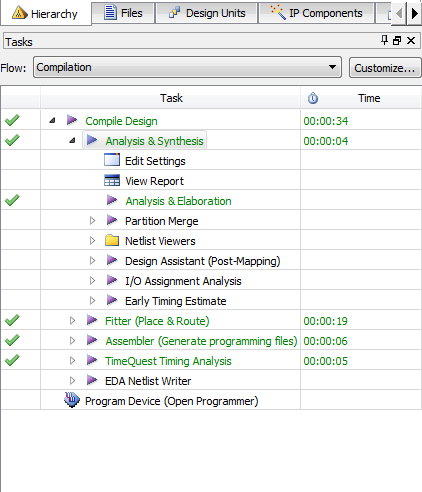 Hierarchy Files Design Units IP Components
Tasks
Flow: Compilation Customize...
Task Time
Compile Design 00:00:34
Analysis & Synthesis 00:00:04
Edit Settings
View Report
Analysis & Elaboration
Partition Merge
Netlist Viewers
Design Assistant (Post-Mapping)
I/O Assignment Analysis
Early Timing Estimate
Fitter (Place & Route) 00:00:19
Assembler (Generate programming files) 00:00:06
TimeQuest Timing Analysis 00:00:05
EDA Netlist Writer
Program Device (Open Programmer)